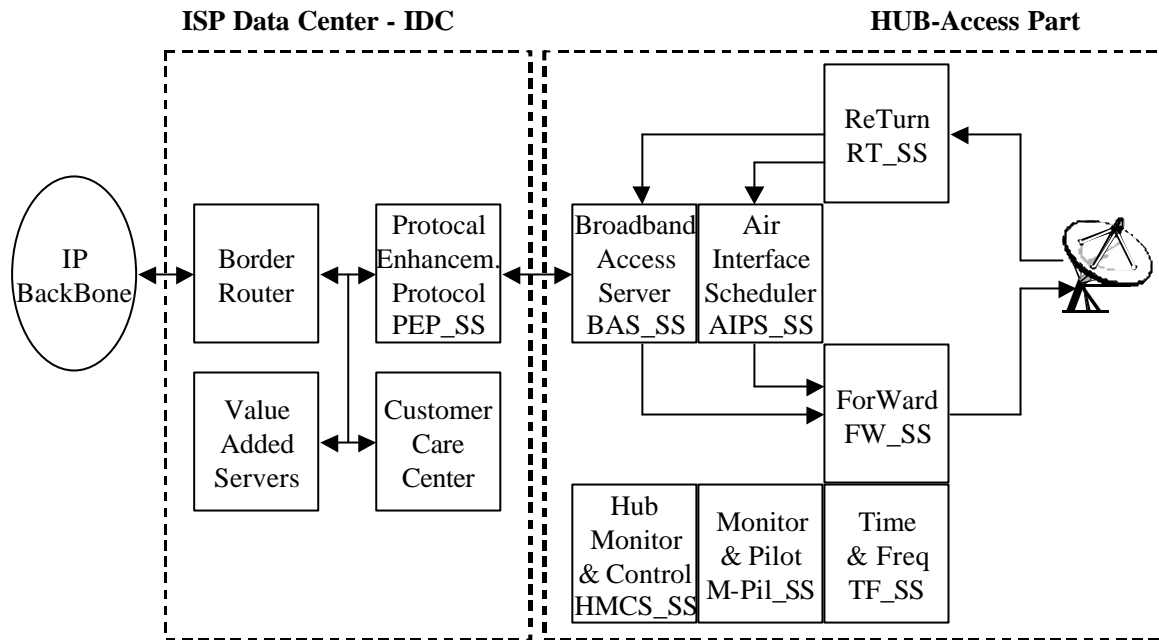 ISP Data Center - IDC
HUB-Access Part
ReTurn
RT_SS
IP
BackBone
Border
Router
Protocal
Enhancem.
Protocol
PEP_SS
Broadband
Access
Server
BAS_SS
Air
Interface
Scheduler
AIPS_SS
Value
Added
Servers
Customer
Care
Center
ForWard
FW_SS
Hub
Monitor
& Control
HMCS_SS
Monitor
& Pilot
M-Pil_SS
Time
& Freq
TF_SS